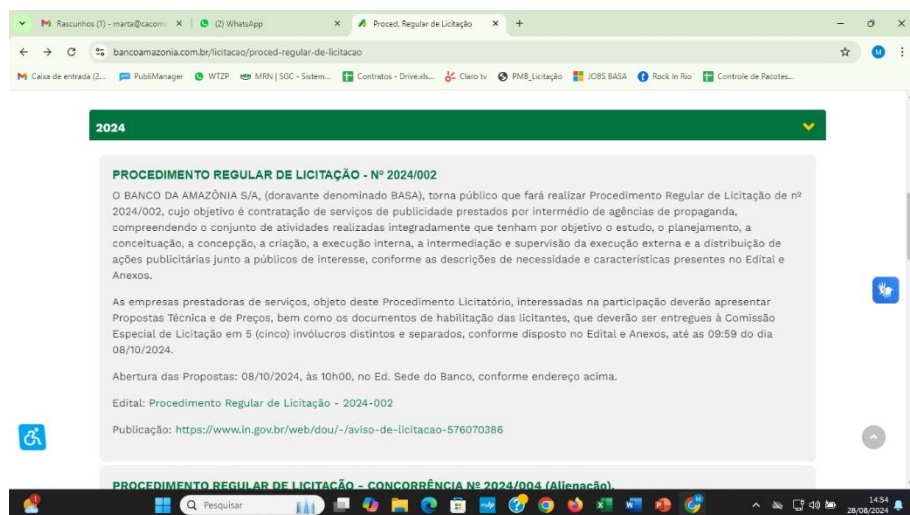 Rascunhos (1) - marta@cacom
(2) WhatsApp
Proced. Regular de Licitação
bancoamazonia.com.br/licitacao/proced-regular-de-licitacao
M
Caixa de entrada (2... PubliManager WTZP MRN | SGC - Sistem... Contratos - Drive.xls... Claro tv PMB_Licitação JOBS BASA Rock In Rio Controle de Pacotes...
2024
PROCEDIMENTO REGULAR DE LICITAÇÃO - Nº 2024/002
O BANCO DA AMAZÔNIA S/A, (doravante denominado BASA), torna público que fará realizar Procedimento Regular de Licitação de nº
2024/002, cujo objetivo é contratação de serviços de publicidade prestados por intermédio de agências de propaganda,
compreendendo o conjunto de atividades realizadas integradamente que tenham por objetivo o estudo, o planejamento, a
conceituação, a concepção, a criação, a execução interna, a intermediação e supervisão da execução externa e a distribuição de
ações publicitárias junto a públicos de interesse, conforme as descrições de necessidade e características presentes no Edital e
Anexos.
As empresas prestadoras de serviços, objeto deste Procedimento Licitatório, interessadas na participação deverão apresentar
Propostas Técnica e de Preços, bem como os documentos de habilitação das licitantes, que deverão ser entregues à Comissão
Especial de Licitação em 5 (cinco) invólucros distintos e separados, conforme disposto no Edital e Anexos, até as 09:59 do dia
08/10/2024.
Abertura das Propostas: 08/10/2024, às 10h00, no Ed. Sede do Banco, conforme endereço acima.
Edital: Procedimento Regular de Licitação - 2024-002
Publicação: https://www.in.gov.br/web/dou/-/aviso-de-licitacao-576070386
PROCEDIMENTO REGULAR DE LICITAÇÃO - CONCORRÊNCIA Nº 2024/004 (Alienação).
Pesquisar
14:54
28/08/2024